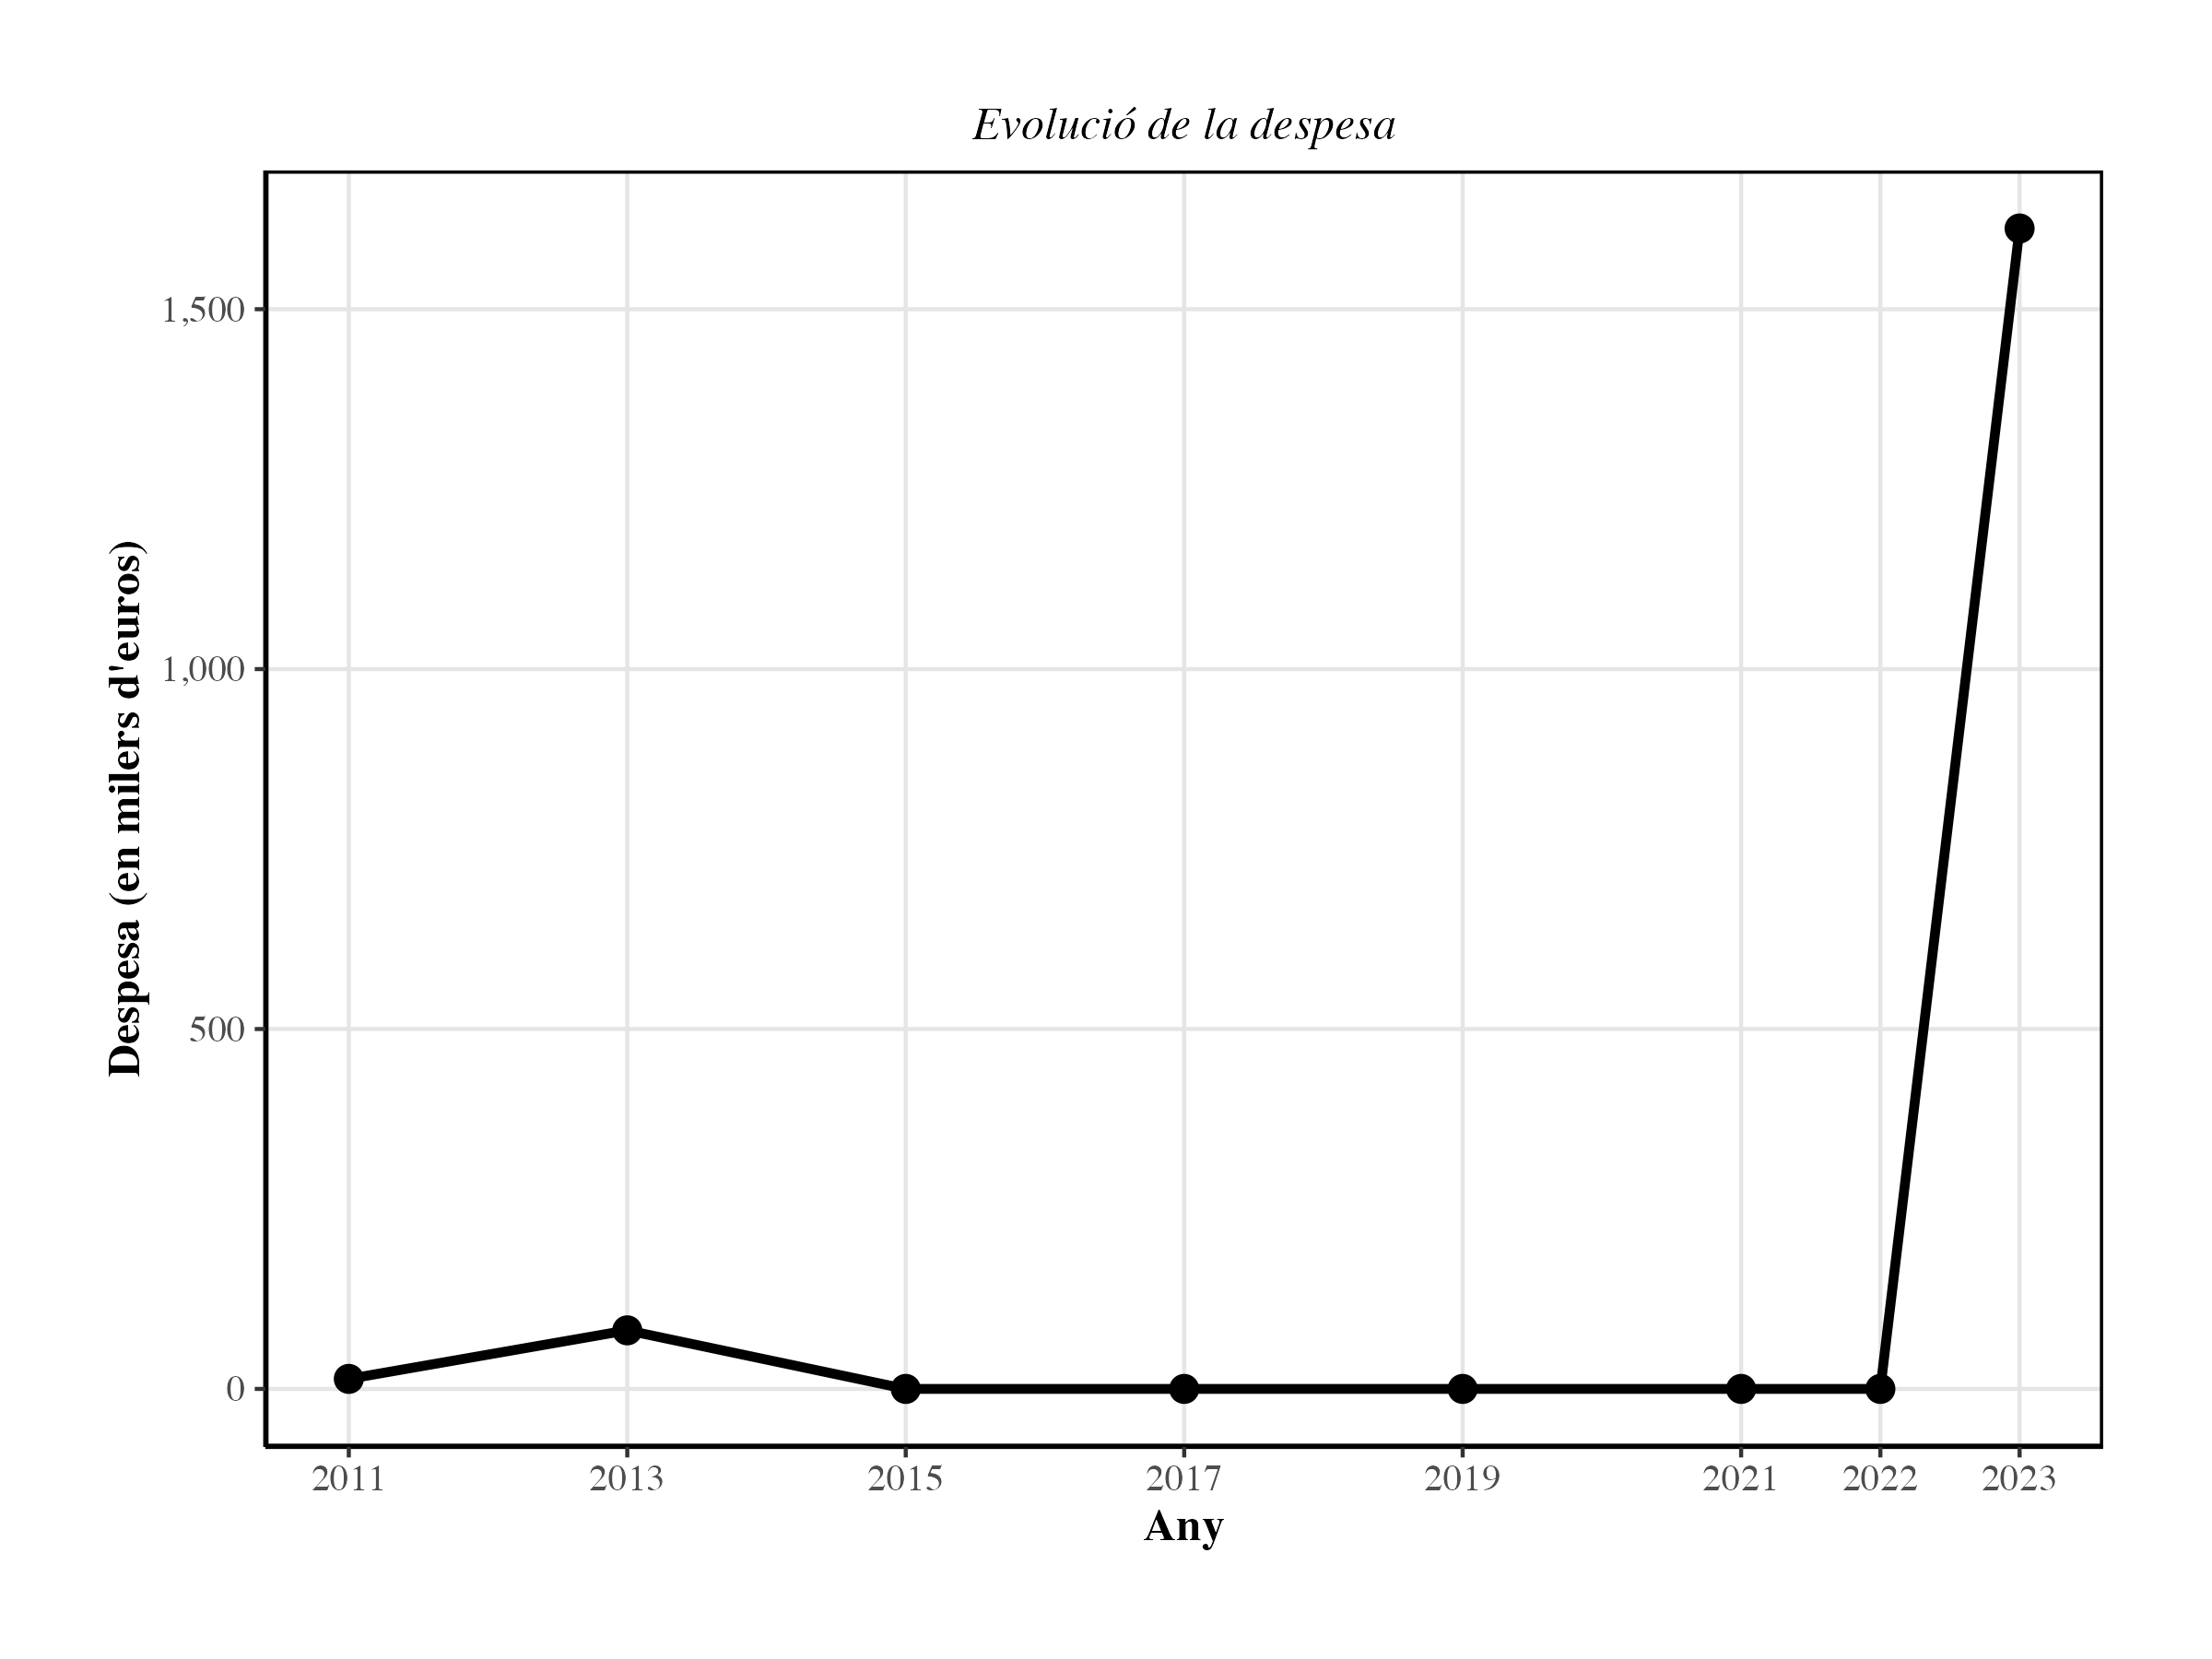 Evolució de la despesa
Despesa (en milers d'euros)
1,500
1,000
500
0
2011 2013 2015 2017 2019 2021 2022 2023
Any